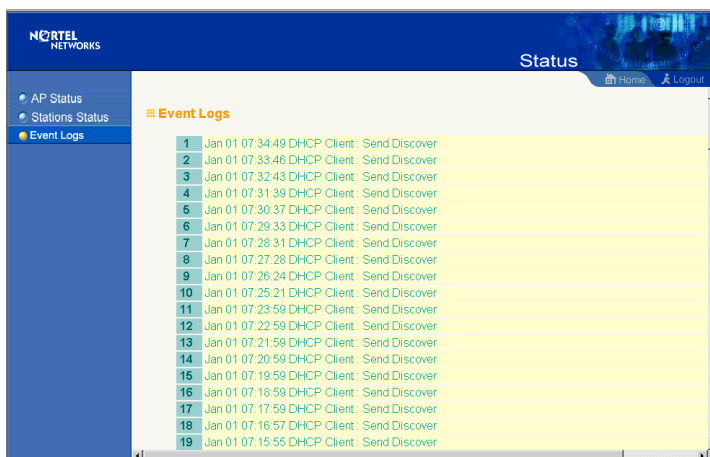 NORTEL
NETWORKS
Status
Home Logout
AP Status
Stations Status
Event Logs
Event Logs
1 Jan 01 07:34:49 DHCP Client : Send Discover
2 Jan 01 07:33:46 DHCP Client : Send Discover
3 Jan 01 07:32:43 DHCP Client : Send Discover
4 Jan 01 07:31:39 DHCP Client : Send Discover
5 Jan 01 07:30:37 DHCP Client : Send Discover
6 Jan 01 07:29:33 DHCP Client : Send Discover
7 Jan 01 07:28:31 DHCP Client : Send Discover
8 Jan 01 07:27:28 DHCP Client : Send Discover
9 Jan 01 07:26:24 DHCP Client : Send Discover
10 Jan 01 07:25:21 DHCP Client : Send Discover
11 Jan 01 07:23:59 DHCP Client : Send Discover
12 Jan 01 07:22:59 DHCP Client : Send Discover
13 Jan 01 07:21:59 DHCP Client : Send Discover
14 Jan 01 07:20:59 DHCP Client : Send Discover
15 Jan 01 07:19:59 DHCP Client : Send Discover
16 Jan 01 07:18:59 DHCP Client : Send Discover
17 Jan 01 07:17:59 DHCP Client : Send Discover
18 Jan 01 07:16:57 DHCP Client : Send Discover
19 Jan 01 07:15:55 DHCP Client : Send Discover